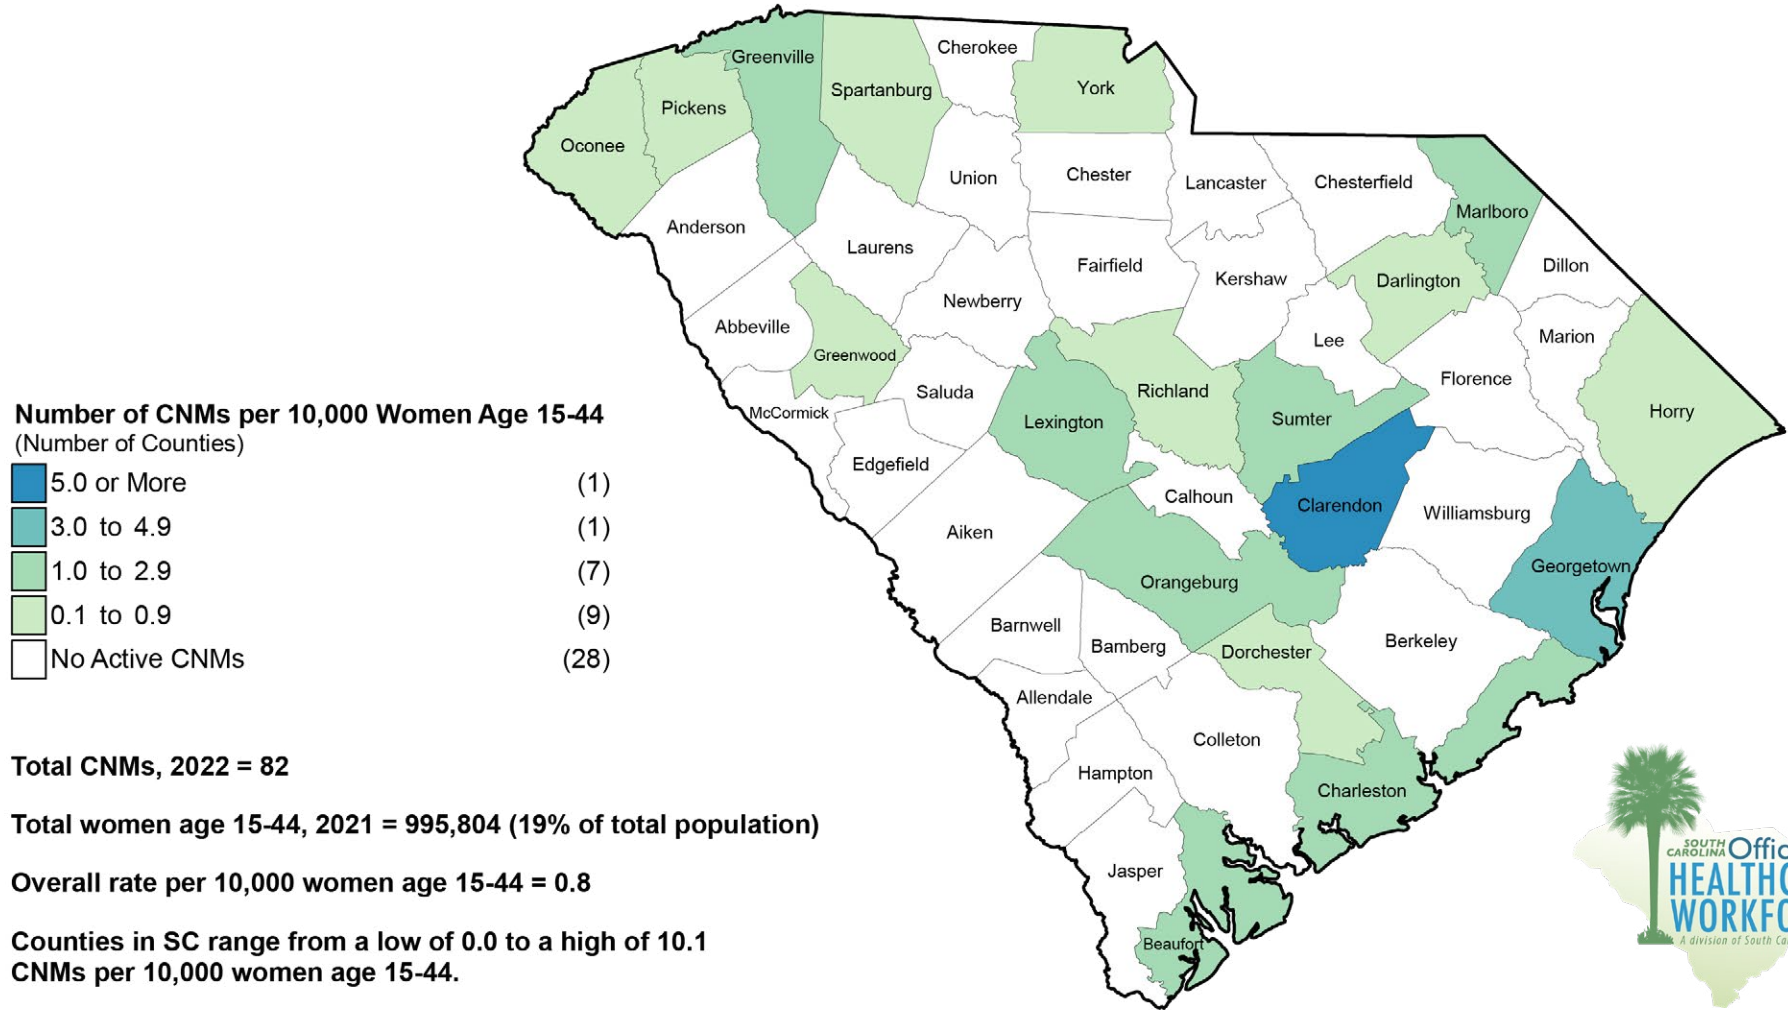 Cherokee
Greenville
York
Spartanburg
Pickens
Oconee
Union
Chester
Lancaster
Chesterfield
Marlboro
Anderson
Laurens
Fairfield
Kershaw
Darlington
Dillon
Newberry
Abbeville
Greenwood
Lee
Marion
Saluda
Richland
Florence
Horry
McCormick
Lexington
Sumter
Edgefield
Calhoun
Clarendon
Williamsburg
Aiken
Orangeburg
Georgetown
Barnwell
Bamberg
Dorchester
Berkeley
Allendale
Colleton
Hampton
Charleston
Jasper
Beaufort
Number of CNMs per 10,000 Women Age 15-44
(Number of Counties)
5.0 or More (1)
3.0 to 4.9 (1)
1.0 to 2.9 (7)
0.1 to 0.9 (9)
No Active CNMs (28)
Total CNMs, 2022 = 82
Total women age 15-44, 2021 = 995,804 (19% of total population)
Overall rate per 10,000 women age 15-44 = 0.8
Counties in SC range from a low of 0.0 to a high of 10.1
CNMs per 10,000 women age 15-44.
SOUTH
CAROLINA
A division of South